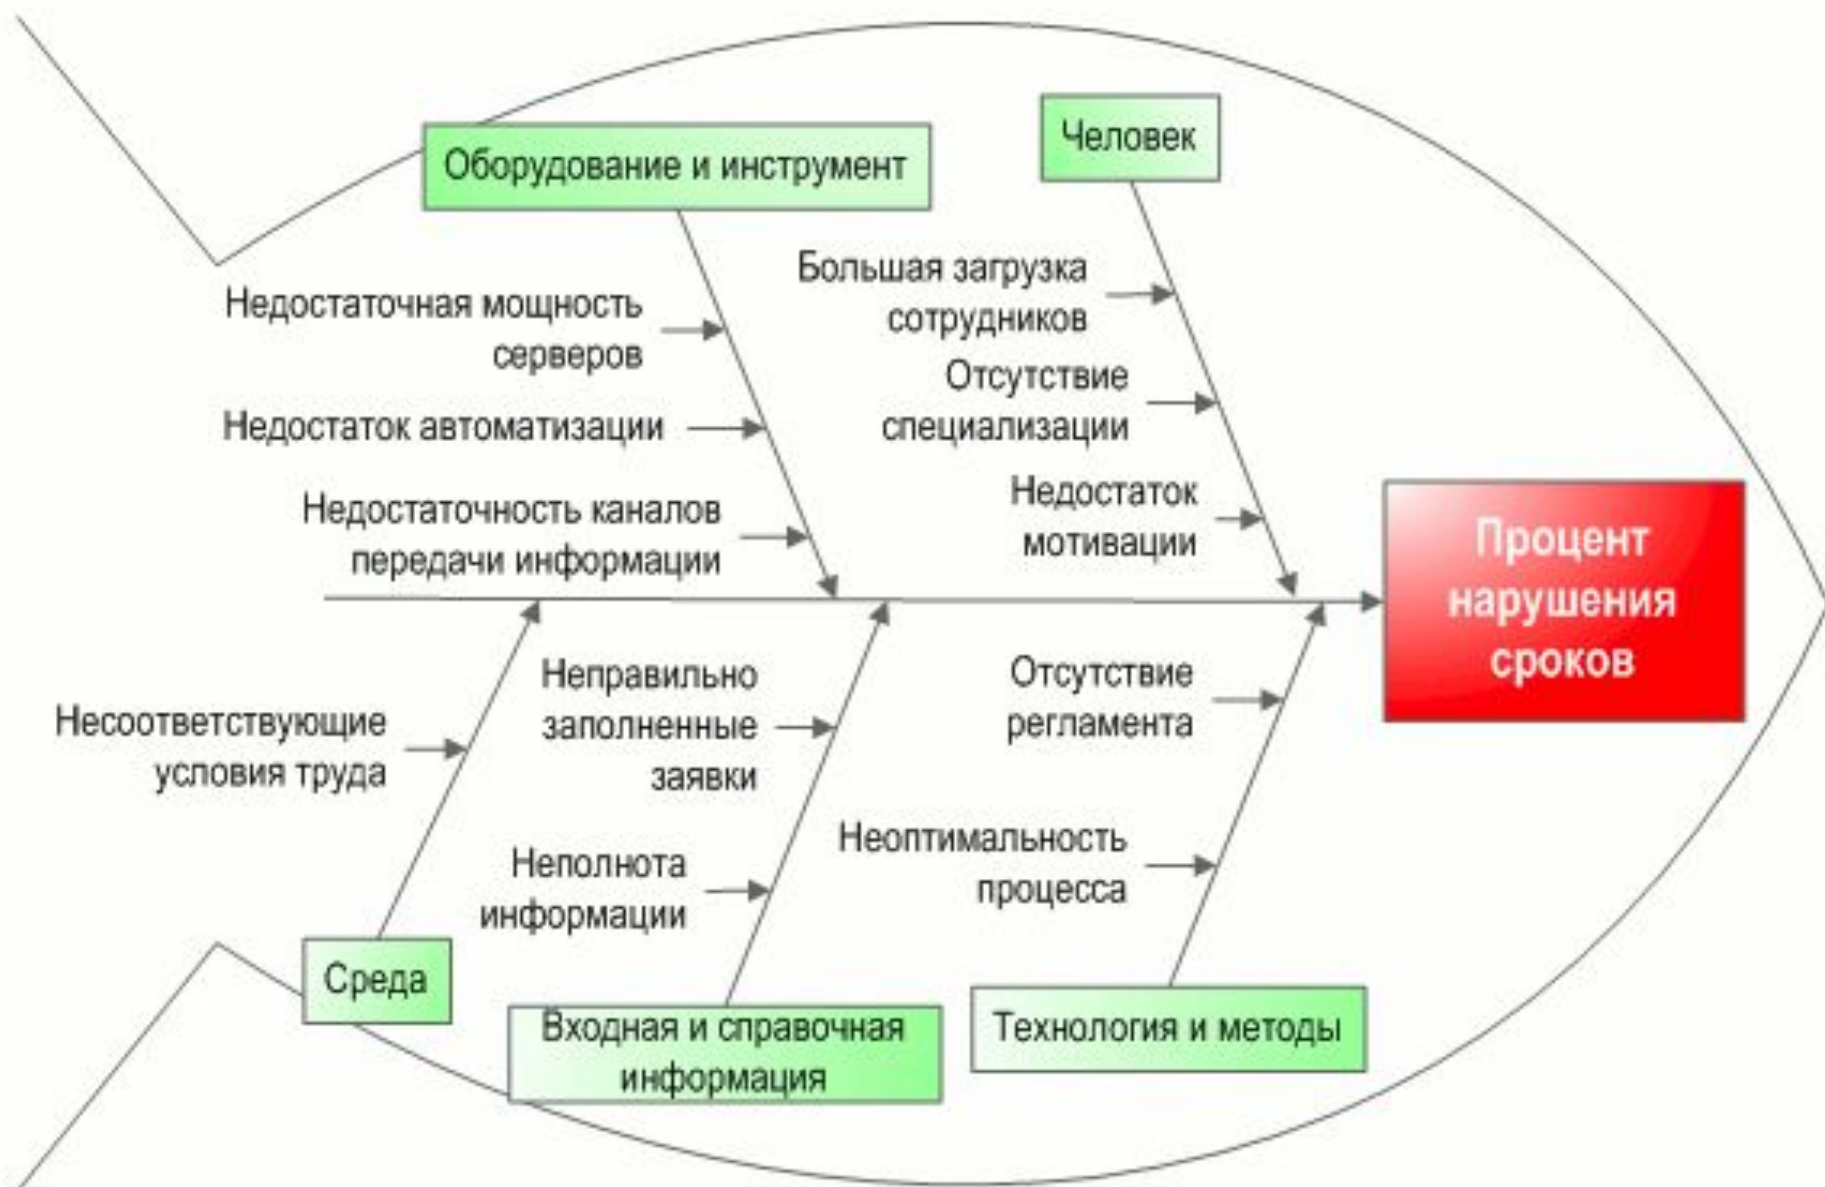 Оборудование и инструмент
Человек
Недостаточная мощность
серверов
Недостаток автоматизации
Недостаточность каналов
передачи информации
Большая загрузка
сотрудников
Отсутствие
специализации
Недостаток
мотивации
Процент
нарушения
сроков
Несоответствующие
условия труда
Неправильно
заполненные
заявки
Неполнота
информации
Отсутствие
регламента
Неоптимальность
процесса
Среда
Входная и справочная
информация
Технология и методы